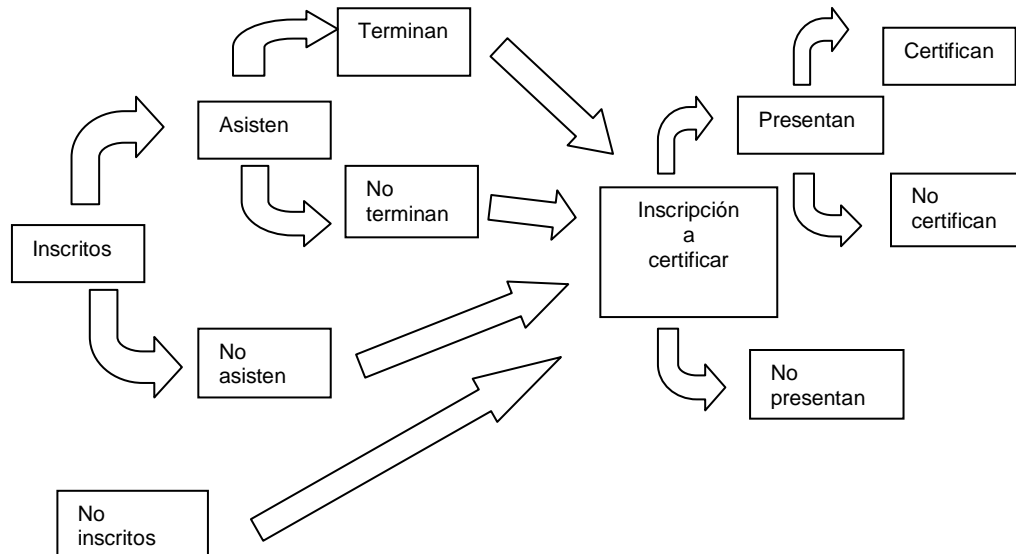 Terminan
Certifican
Asisten
Presentan
No
terminan
Inscripción
a
certificar
No
certifican
Inscritos
No
asisten
No
presentan
No
inscritos